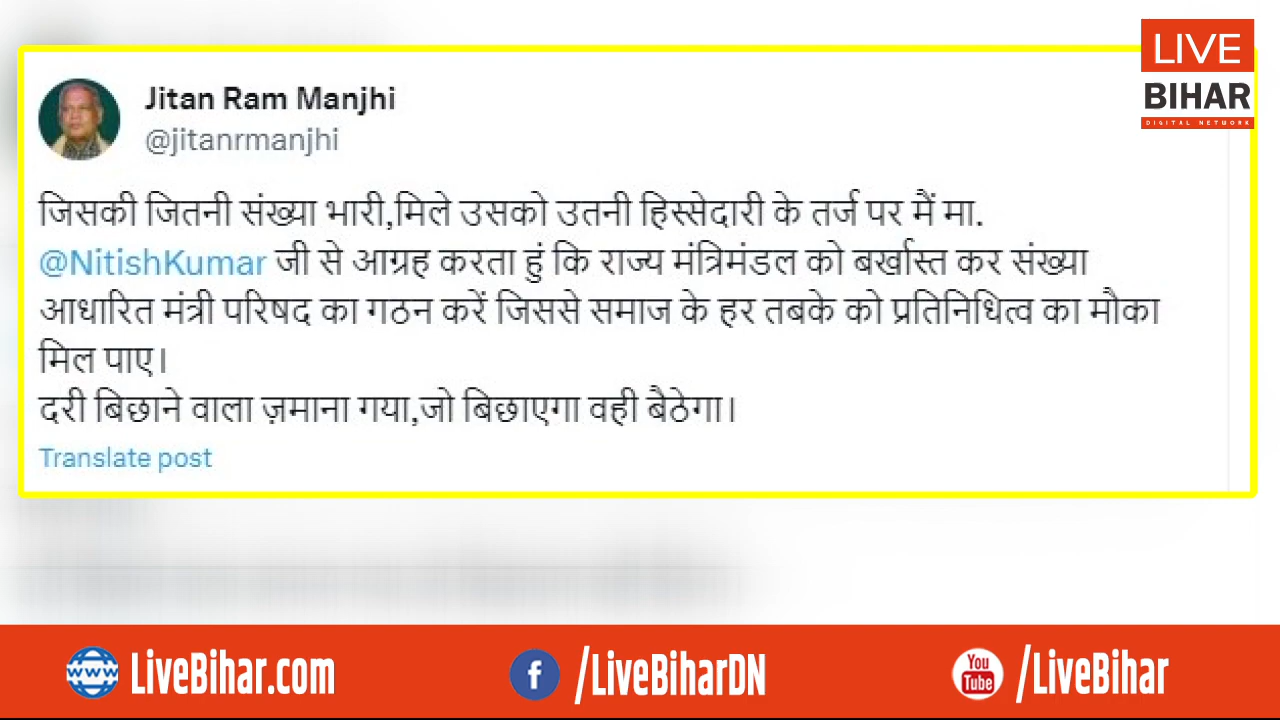 LIVE
BIHAR
DIGITAL NETWORK
Jitan Ram Manjhi
@jitanrmanjhi
जिसकी जितनी संख्या भारी,मिले उसको उतनी हिस्सेदारी के तर्ज पर मैं मा.
@NitishKumar जी से आग्रह करता हुं कि राज्य मंत्रिमंडल को बर्खास्त कर संख्या
आधारित मंत्री परिषद का गठन करें जिससे समाज के हर तबके को प्रतिनिधित्व का मौका
मिल पाए।
दरी बिछाने वाला ज़माना गया,जो बिछाएगा वही बैठेगा।
Translate post
www LiveBihar.com
f /LiveBiharDN
You Tube /LiveBihar